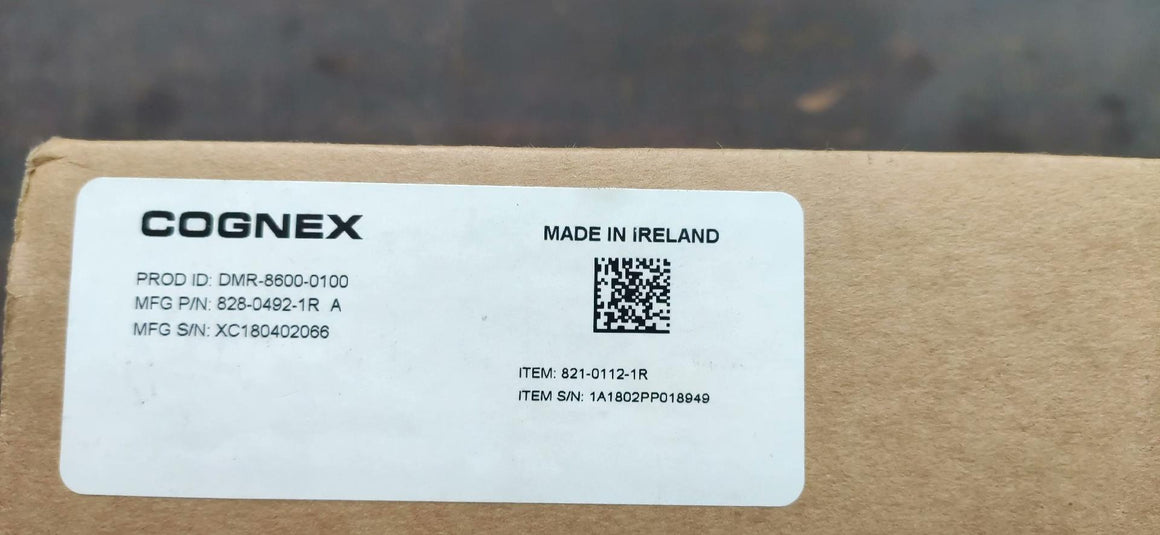 COGNEX
PROD ID: DMR-8600-0100
MFG P/N: 828-0492-1R A
MFG S/N: XC180402066
MADE IN IRELAND
ITEM: 821-0112-1R
ITEM S/N: 1A1802PP018949